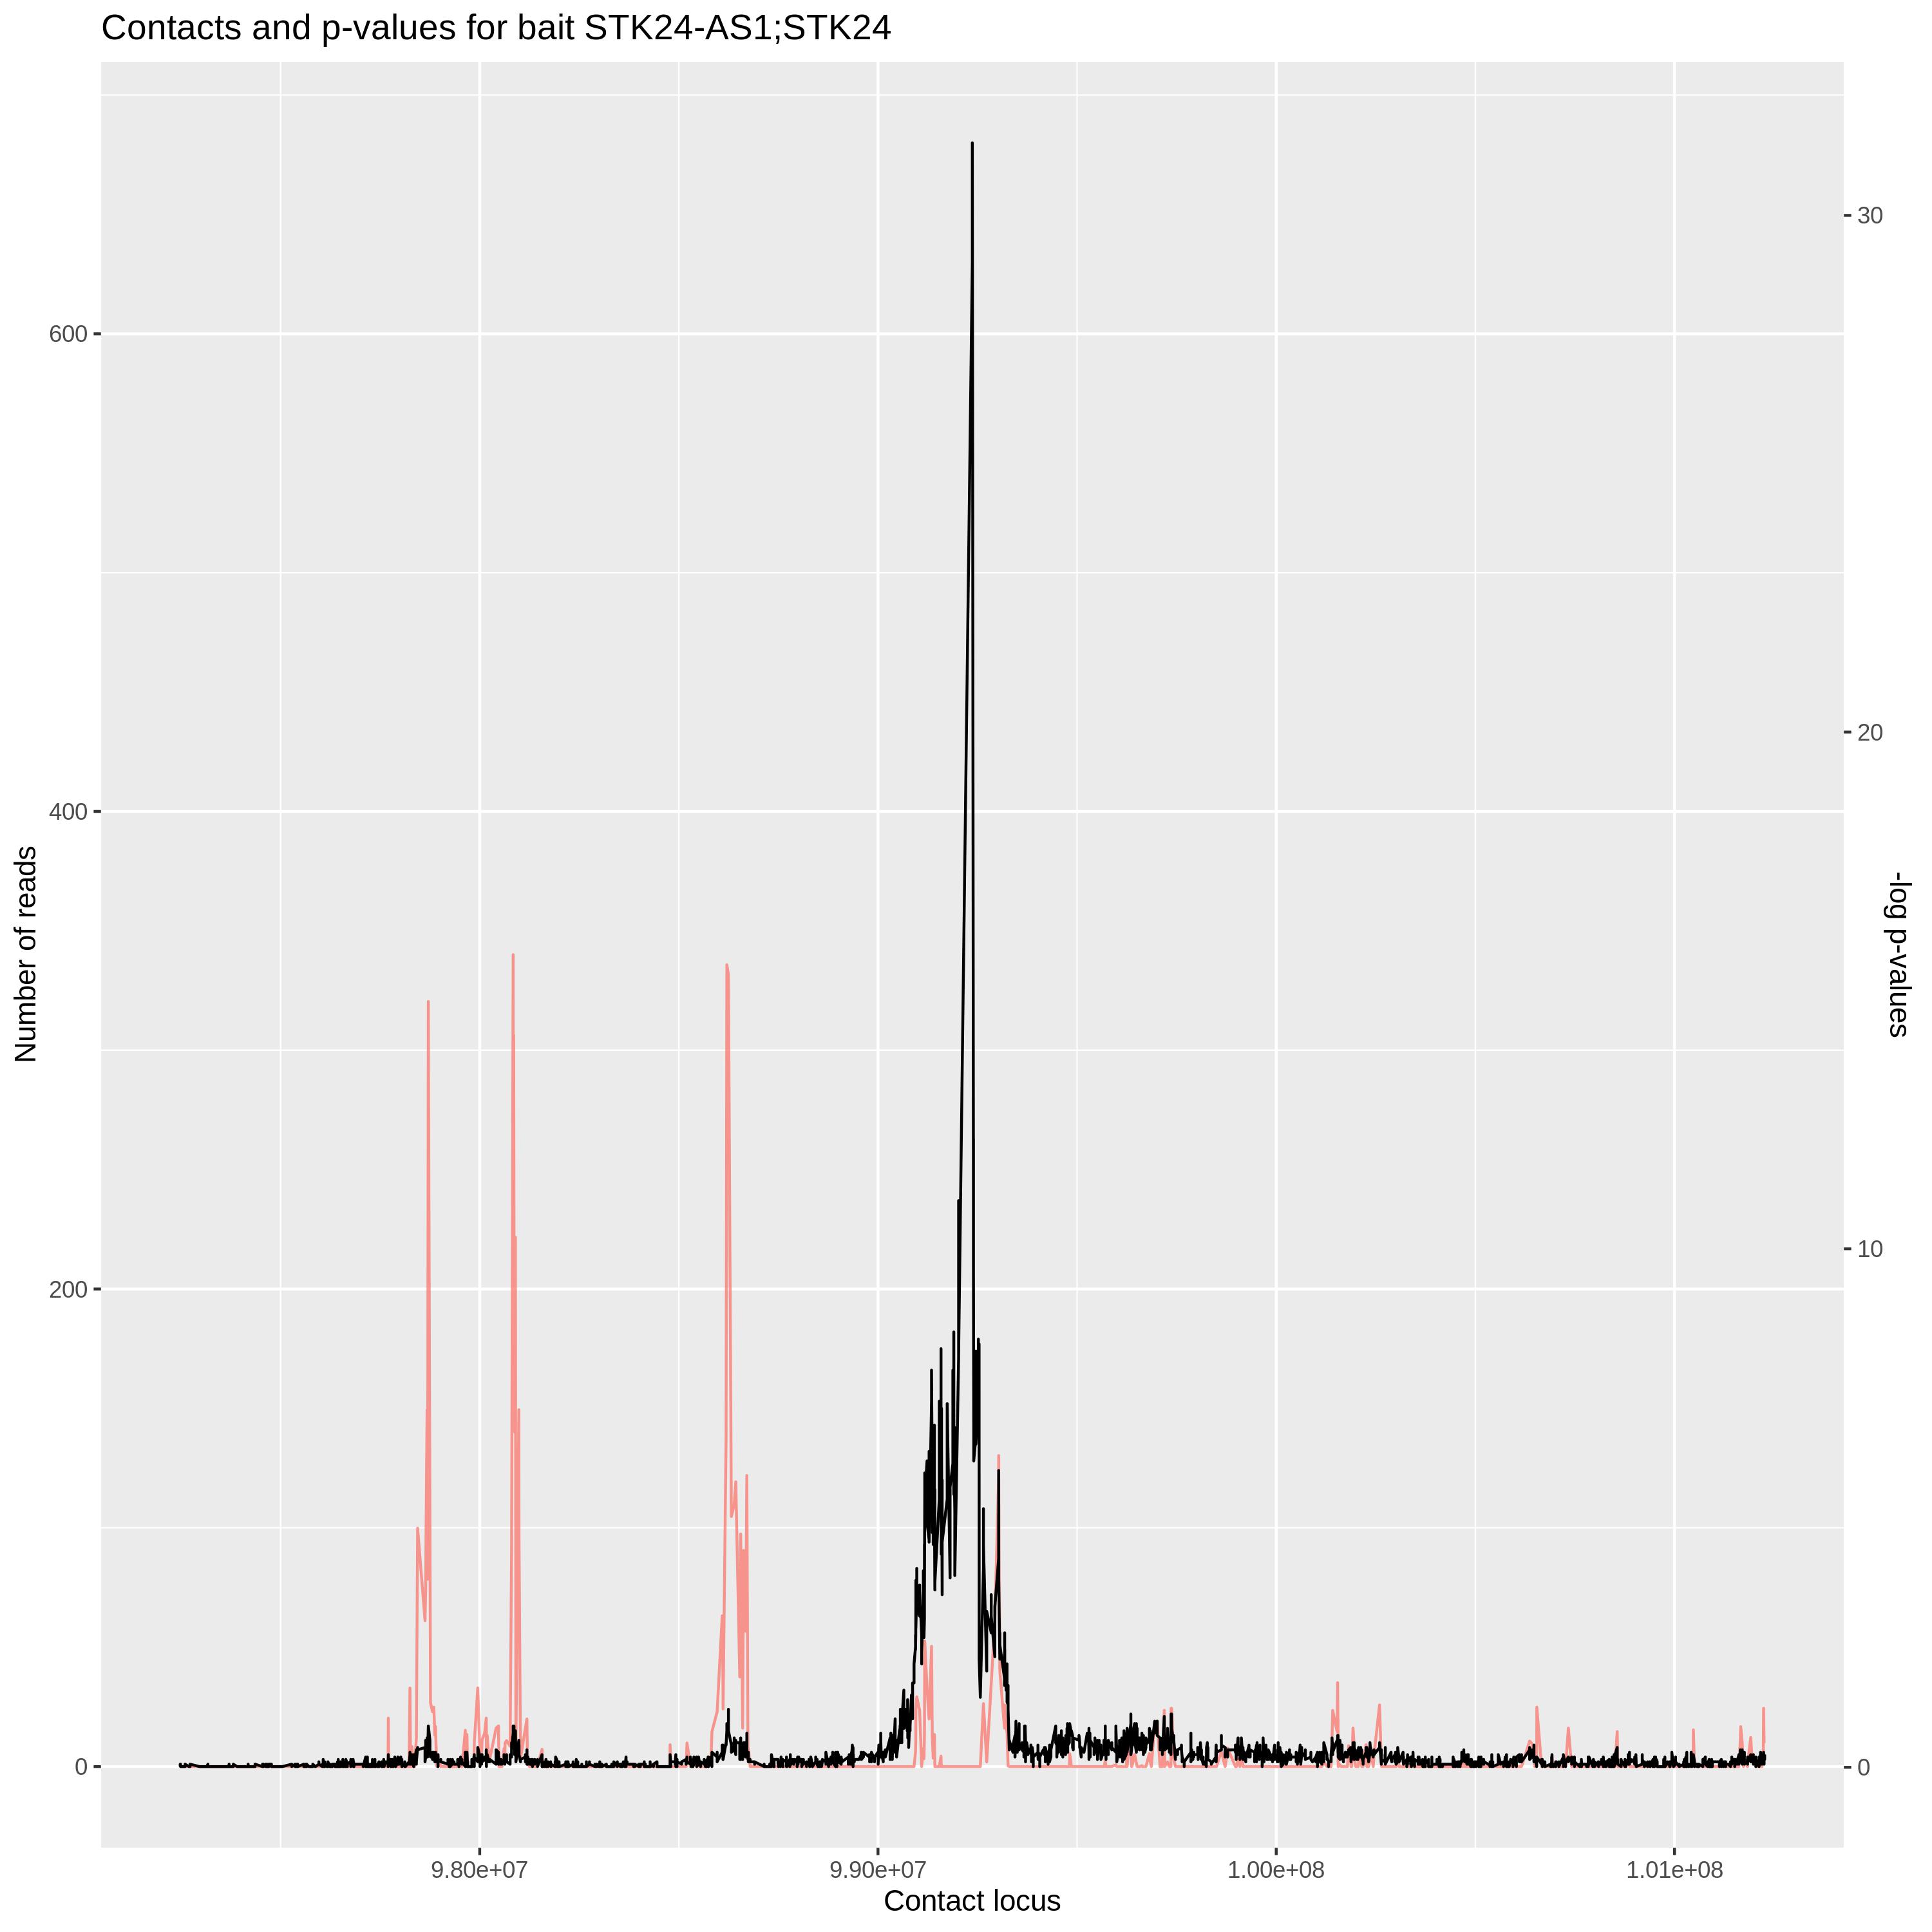 Contacts and p-values for bait STK24-AS1;STK24
Number of reads
600
400
200
0
30
20
10
0
-log p-values
9.80e+07
9.90e+07
1.00e+08
1.01e+08
Contact locus